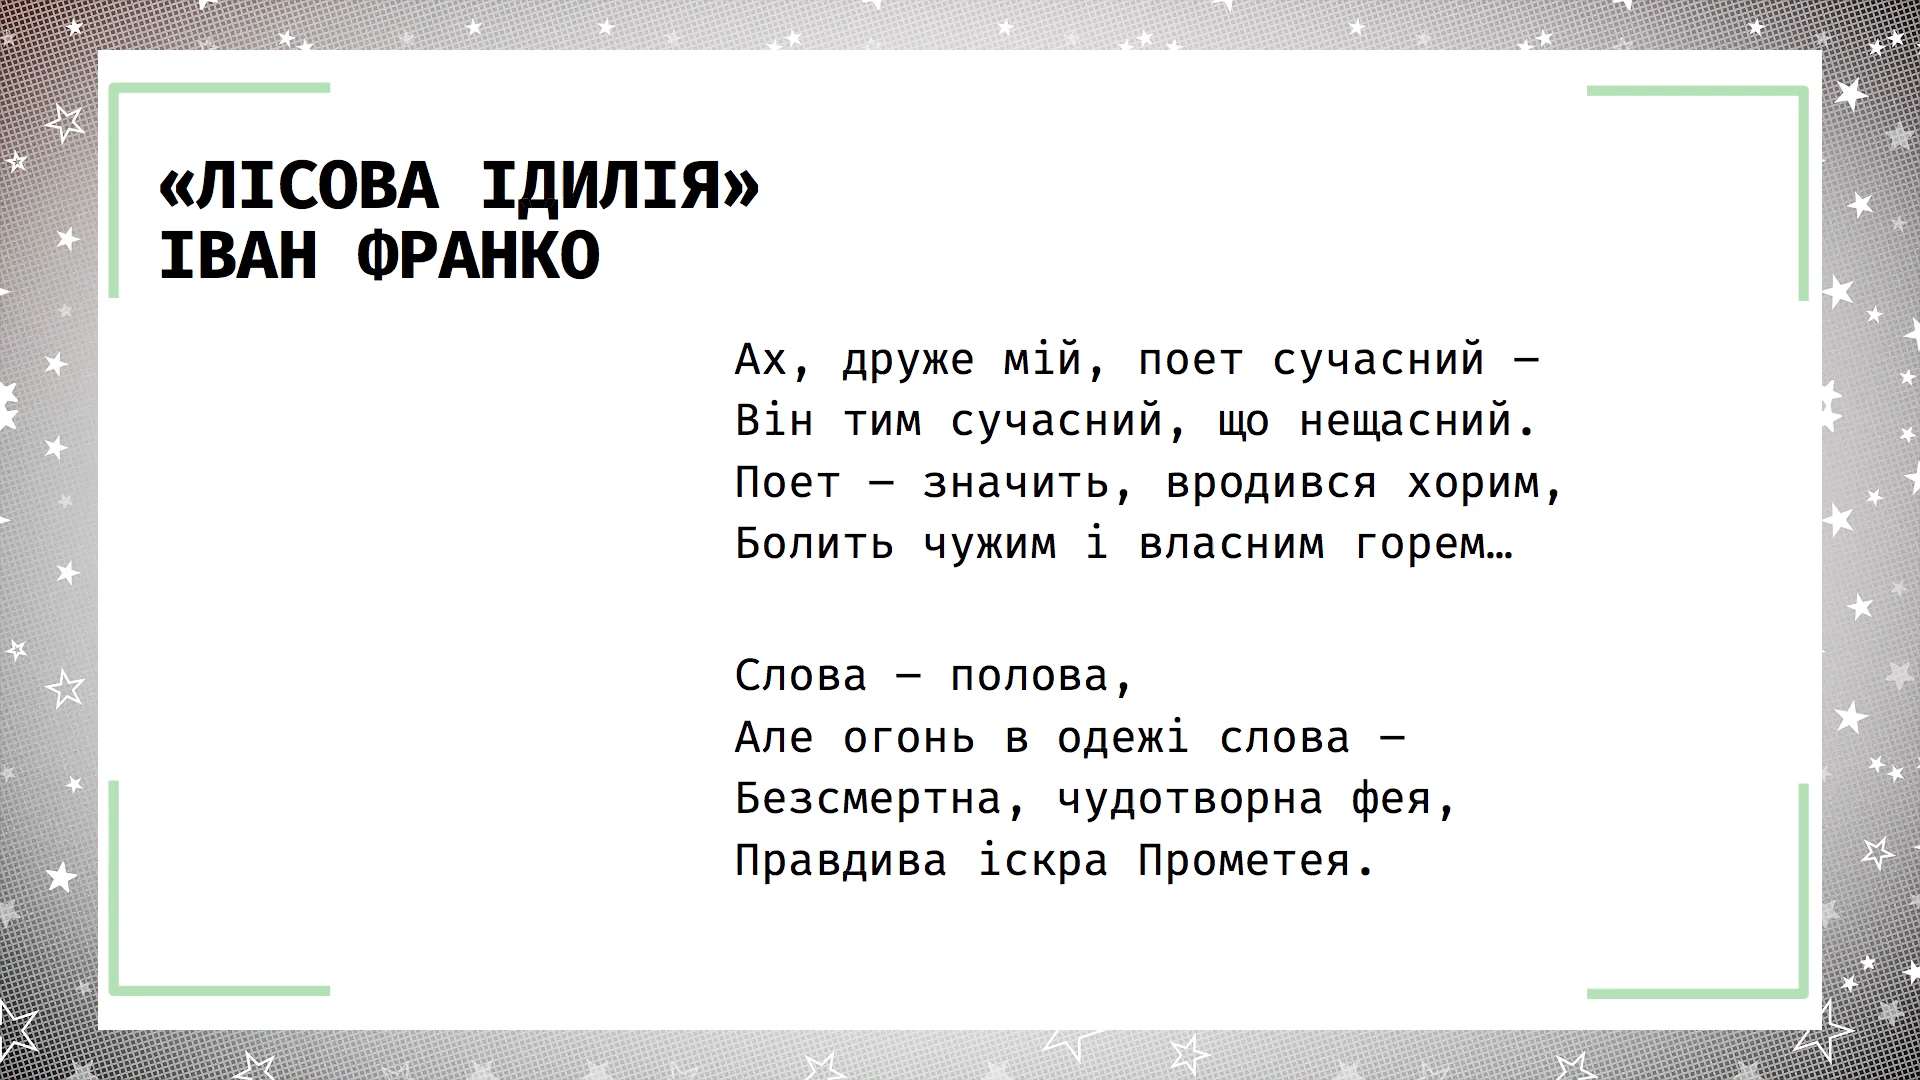 «ЛІСОВА ІДИЛІЯ»
ІВАН ФРАНКО
Ах, друже мій, поет сучасний –
Він тим сучасний, що нещасний.
Поет – значить, вродився хорим,
Болить чужим і власним горем…
Слова – полова,
Але огонь в одежі слова –
Безсмертна, чудотворна фея,
Правдива іскра Прометея.